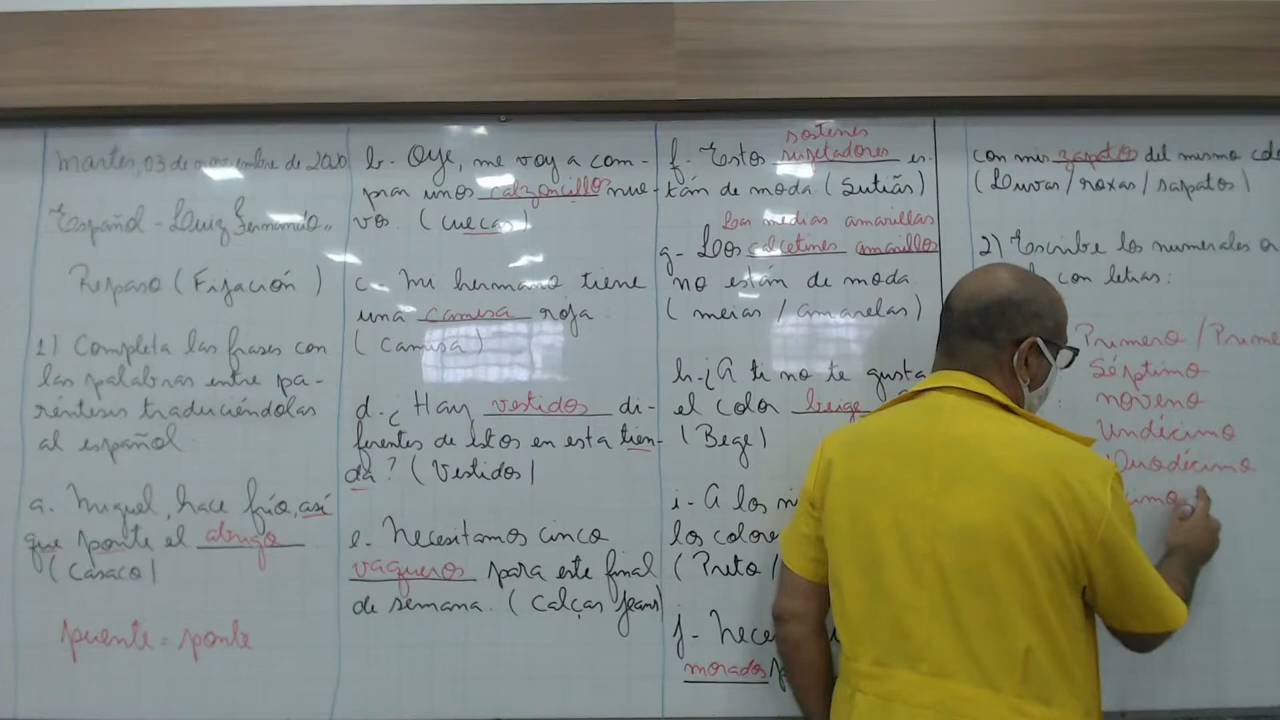 Martes, 03 de noviembre de 2020
Español - Luiz Fernando
Repaso (Fijación)
1) Completa las frases con
las palabras entre pa-
réntesis traduciéndolas
al español
a. Miguel, hace frío, así
que ponte el abrigo
(Casaco)
puente = ponte
b- Oye, me voy a com-
prar unos calzoncillos nue-
vos. (cuecas)
c- Mi hermano tiene
una camisa roja
(Camisa)
d- ¿Hay vestidos di-
ferentes de estos en esta tien-
da? (Vestidos)
e- Necesitamos cinco
vaqueros para este final
de semana. (Calças jeans)
sostenes
f- Estos sujetadores es-
tán de moda (Sutiãs)
Las medias amarillas
g- Los calcetines amarillos
no están de moda
(meias / amarelas)
h- ¿A ti no te gusta
el color beige
(Bege)
i- A los
los colore
(Preto /
j- Nece
morados
con mis zapatos del mismo colo
(Luvas/roxas/sapatos)
2) Escribe los numerales or
con letras:
Primero / Prime
Séptimo
noveno
Undécimo
Duodécimo
cimo